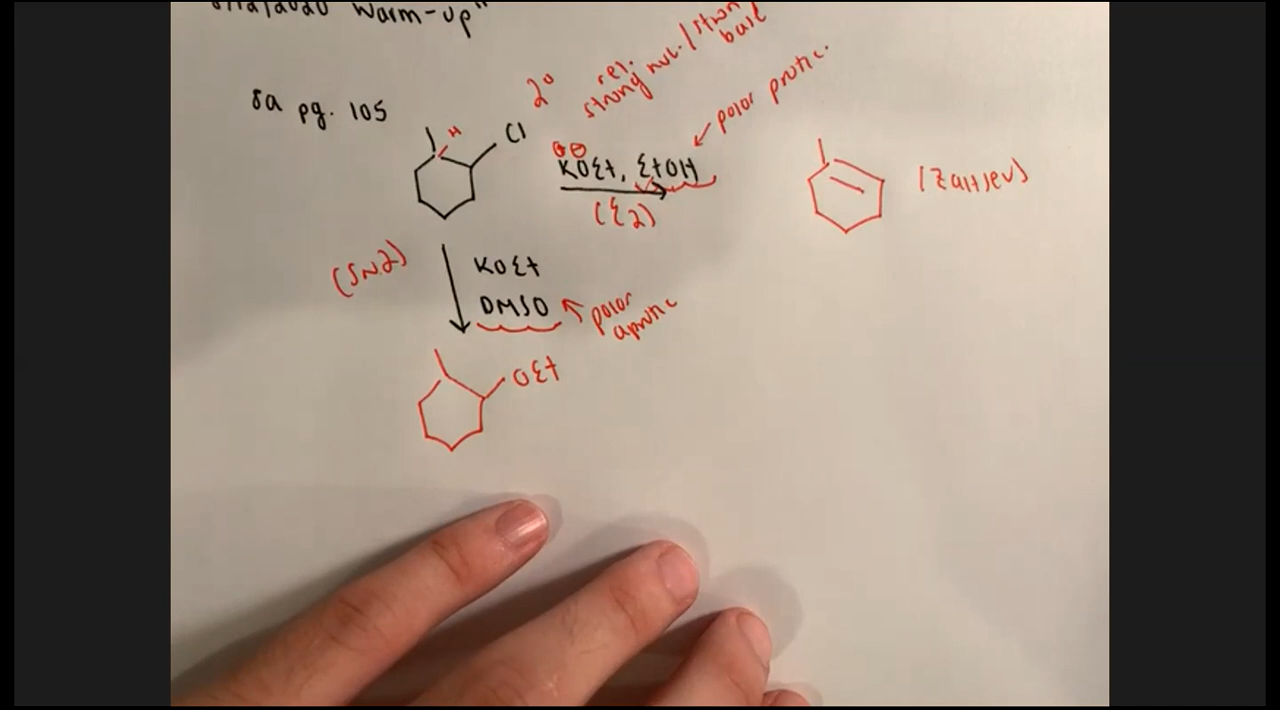 Warm-up"
8a pg. 105
2°
rel.
strong nuc. / strong
base
polar protic.
H
Cl
⊕⊖
KOEt, EtOH
(E2)
(Zaitsev)
(SN2)
KOEt
DMSO
polar
aprotic
OEt